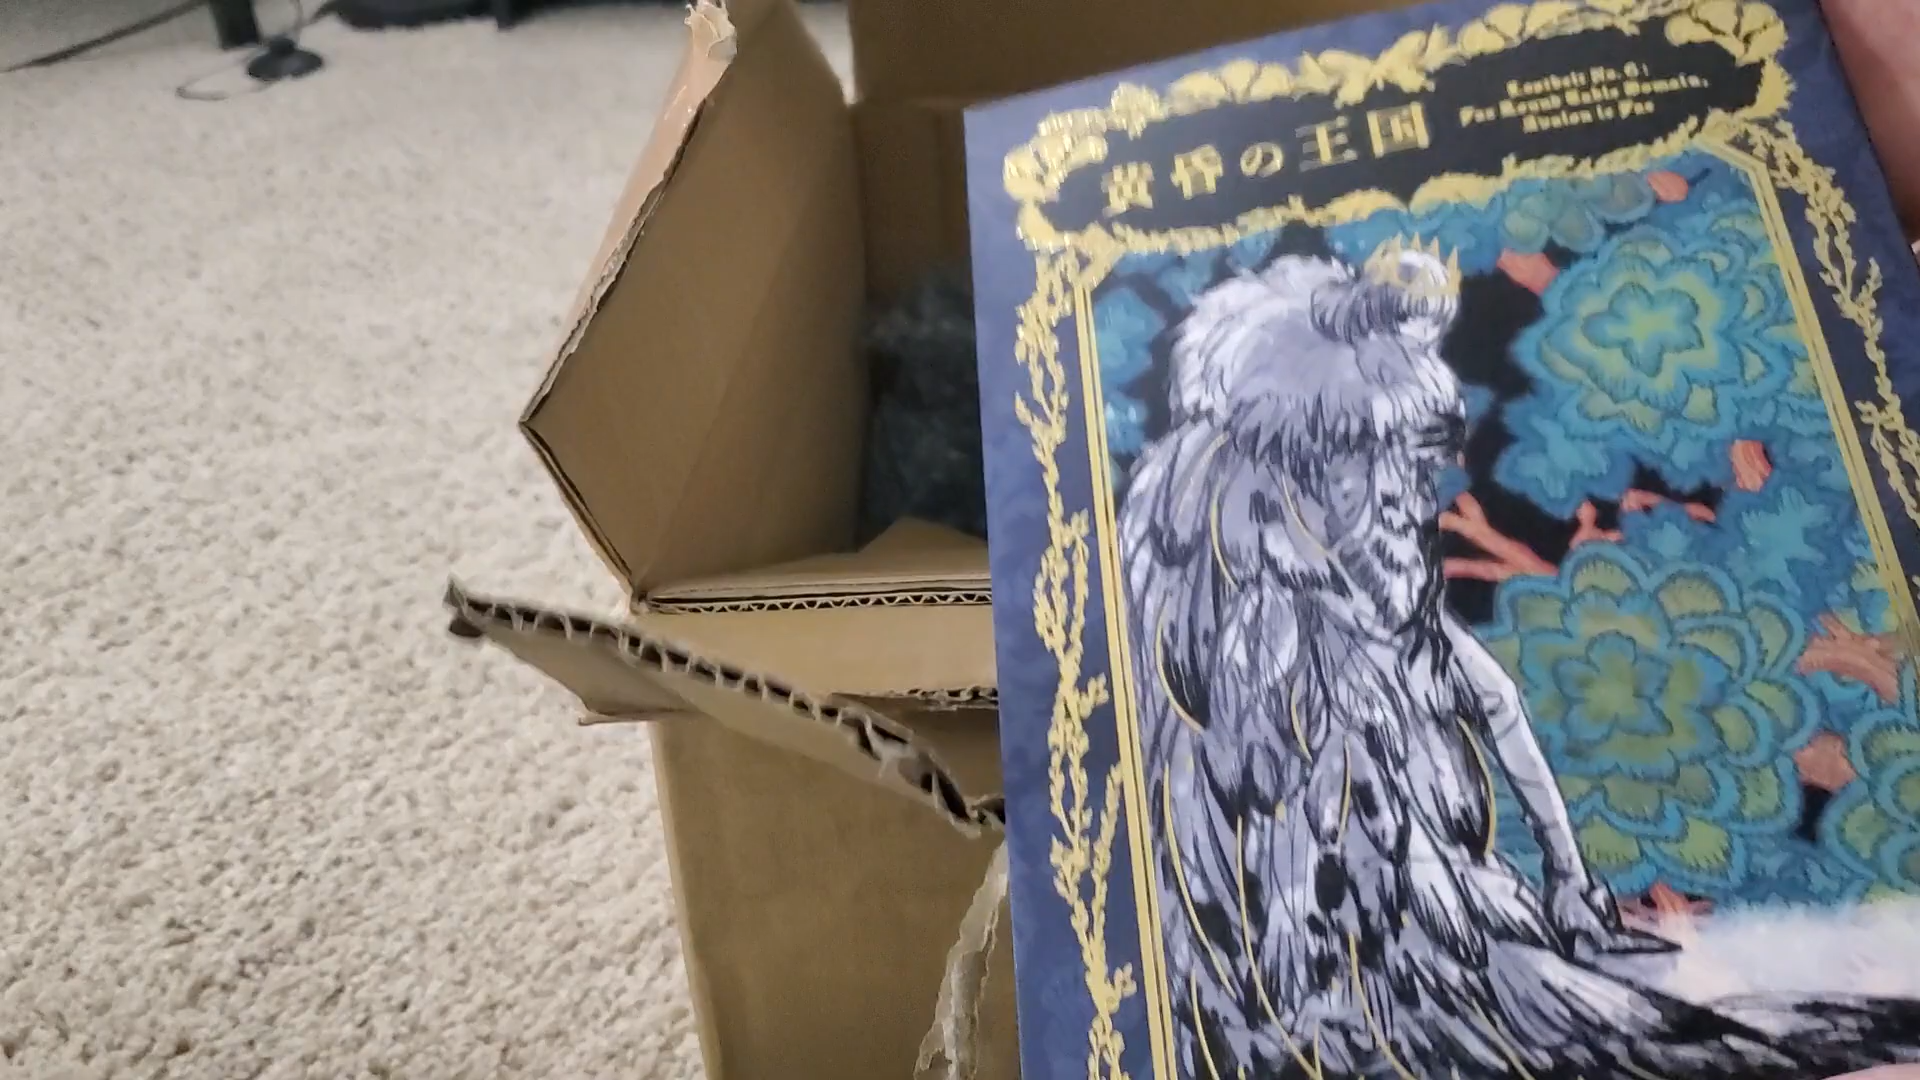 黄昏の王国
Lostbelt No.6:
Fae Round Table Domain,
Avalon le Fae